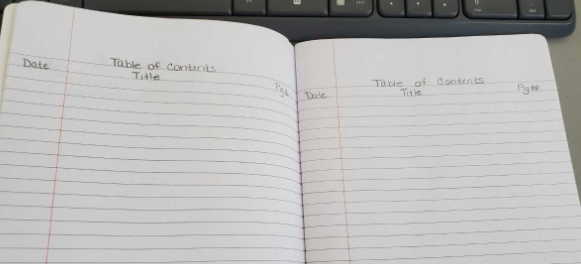 Table of Contents
Date Title Pg#
Table of Contents
Date Title Pg#